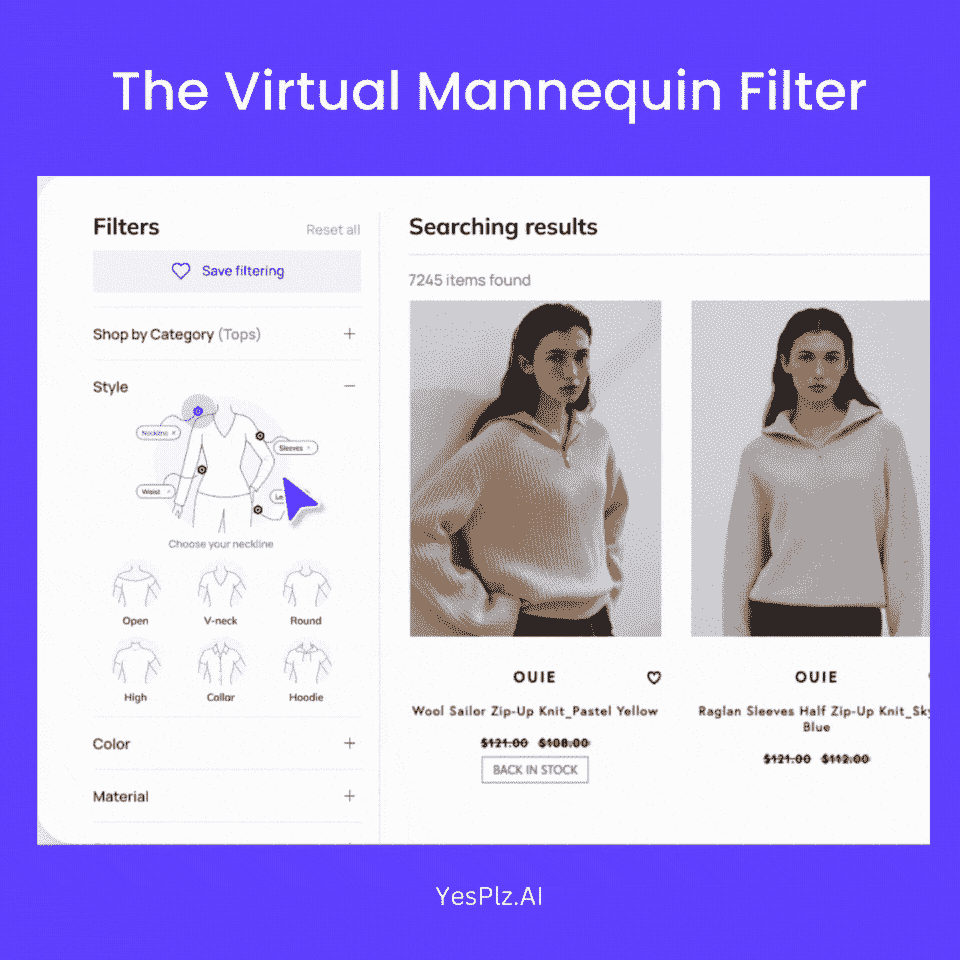 The Virtual Mannequin Filter
Filters
Reset all
Save filtering
Shop by Category (Tops)
Style
Neckline ×
Sleeves
Waist
Le
Choose your neckline
Open
V-neck
Round
High
Collar
Hoodie
Color
Material
Searching results
7245 items found
OUIE
Wool Sailor Zip-Up Knit_Pastel Yellow
$121.00 $108.00
BACK IN STOCK
OUIE
Raglan Sleeves Half Zip-Up Knit_Sky
Blue
$121.00 $112.00
YesPlz.AI